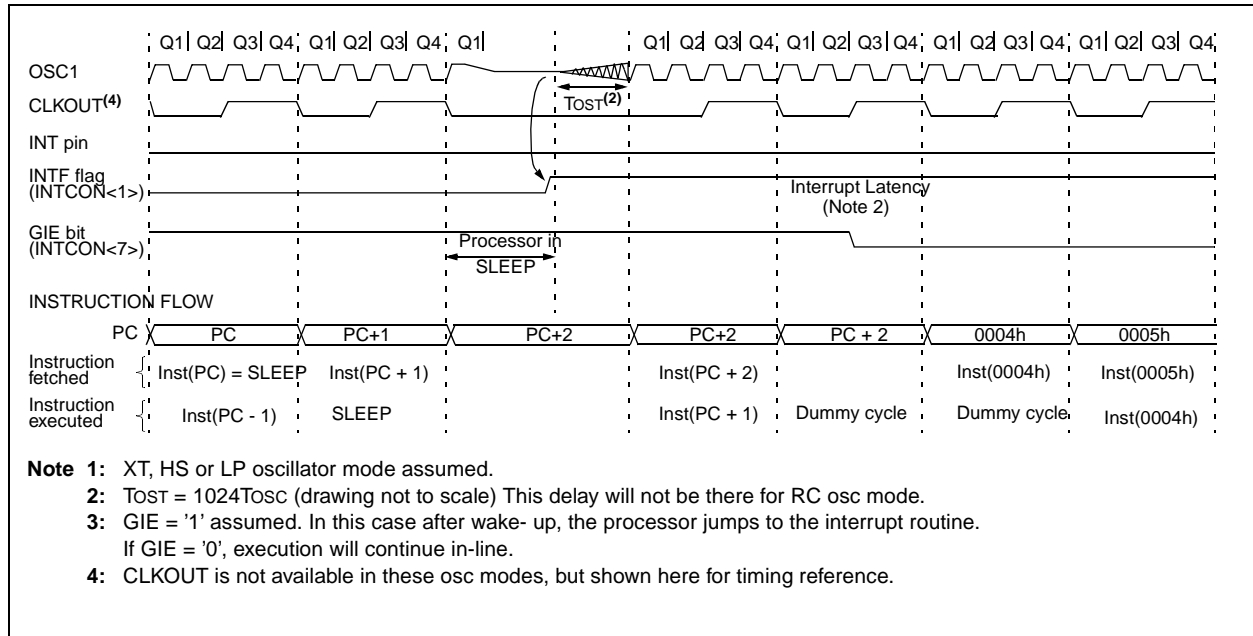 Q1 Q2 Q3 Q4 Q1 Q2 Q3 Q4 Q1 Q1 Q2 Q3 Q4 Q1 Q2 Q3 Q4 Q1 Q2 Q3 Q4 Q1 Q2 Q3 Q4
OSC1
CLKOUT(4)
TOST(2)
INT pin
INTF flag
(INTCON<1>)
Interrupt Latency
(Note 2)
GIE bit
(INTCON<7>)
Processor in
SLEEP
INSTRUCTION FLOW
PC PC PC+1 PC+2 PC+2 PC + 2 0004h 0005h
Instruction
fetched
Inst(PC) = SLEEP Inst(PC + 1) Inst(PC + 2) Inst(0004h) Inst(0005h)
Instruction
executed
Inst(PC - 1) SLEEP Inst(PC + 1) Dummy cycle Dummy cycle Inst(0004h)
Note 1: XT, HS or LP oscillator mode assumed.
2: TOST = 1024TOSC (drawing not to scale) This delay will not be there for RC osc mode.
3: GIE = '1' assumed. In this case after wake- up, the processor jumps to the interrupt routine.
If GIE = '0', execution will continue in-line.
4: CLKOUT is not available in these osc modes, but shown here for timing reference.